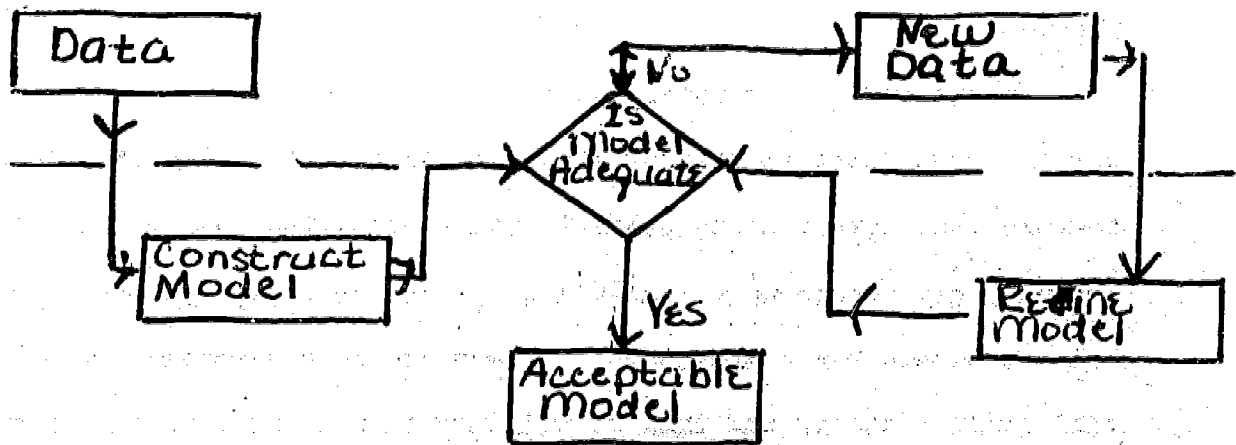 Data
New
Data
No
Is
Model
Adequate
Construct
Model
Yes
Refine
Model
Acceptable
Model